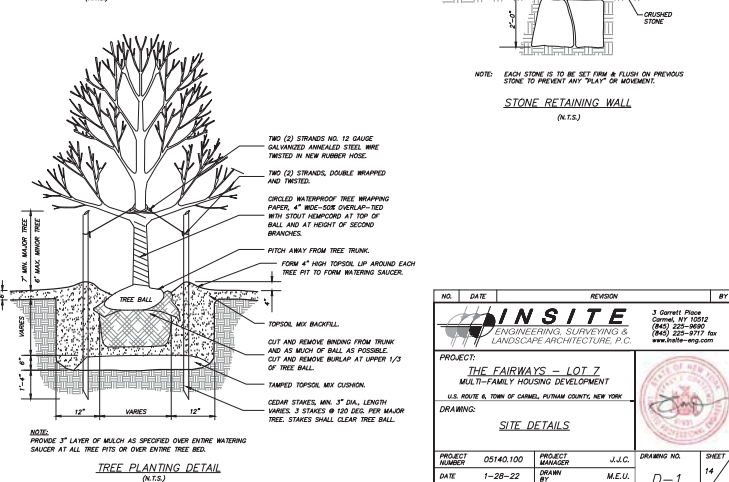 CRUSHED
STONE
2'-0"
NOTE: EACH STONE IS TO BE SET FIRM & FLUSH ON PREVIOUS
STONE TO PREVENT ANY "PLAY" OR MOVEMENT.
STONE RETAINING WALL
(N.T.S.)
TWO (2) STRANDS NO. 12 GAUGE
GALVANIZED ANNEALED STEEL WIRE
TWISTED IN NEW RUBBER HOSE.
TWO (2) STRANDS, DOUBLE WRAPPED
AND TWISTED.
CIRCLED WATERPROOF TREE WRAPPING
PAPER, 4" WIDE-50% OVERLAP-TIED
WITH STOUT HEMPCORD AT TOP OF
BALL AND AT HEIGHT OF SECOND
BRANCHES.
PITCH AWAY FROM TREE TRUNK.
FORM 4" HIGH TOPSOIL LIP AROUND EACH
TREE PIT TO FORM WATERING SAUCER.
7' MIN. MAJOR TREE
6' MAX. MINOR TREE
TREE BALL
VARIES
6"
1'-6"
TOPSOIL MIX BACKFILL.
CUT AND REMOVE BINDING FROM TRUNK
AND AS MUCH OF BALL AS POSSIBLE.
CUT AND REMOVE BURLAP AT UPPER 1/3
OF TREE BALL.
TAMPED TOPSOIL MIX CUSHION.
CEDAR STAKES, MIN. 3" DIA., LENGTH
VARIES. 3 STAKES @ 120 DEG. PER MAJOR
TREE. STAKES SHALL CLEAR TREE BALL.
12" VARIES 12"
NOTE:
PROVIDE 3" LAYER OF MULCH AS SPECIFIED OVER ENTIRE WATERING
SAUCER AT ALL TREE PITS OR OVER ENTIRE TREE BED.
TREE PLANTING DETAIL
(N.T.S.)
NO. DATE REVISION BY
INSITE
ENGINEERING, SURVEYING &
LANDSCAPE ARCHITECTURE, P.C.
3 Garrett Place
Carmel, NY 10512
(845) 225-9690
(845) 225-9717 fax
www.insite-eng.com
PROJECT:
THE FAIRWAYS - LOT 7
MULTI-FAMILY HOUSING DEVELOPMENT
U.S. ROUTE 6, TOWN OF CARMEL, PUTNAM COUNTY, NEW YORK
DRAWING:
SITE DETAILS
STATE OF NEW
PROFESSIONAL ENGINEER
PROJECT NUMBER 05140.100 PROJECT MANAGER J.J.C. DRAWING NO. SHEET
DATE 1-28-22 DRAWN BY M.E.U. D-1 14